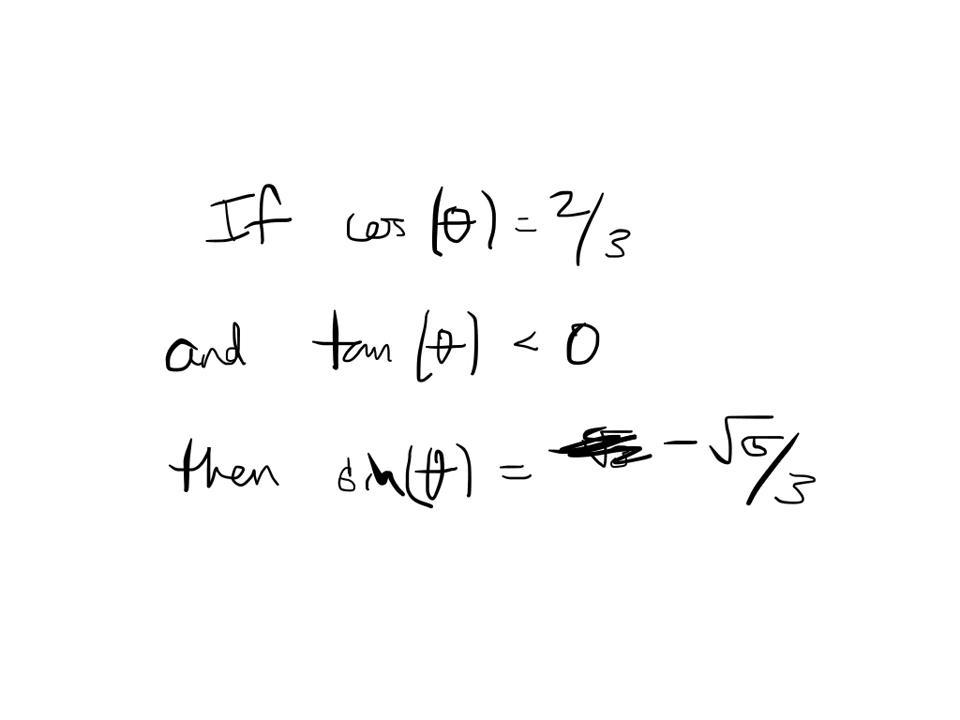 If cos(θ) = 2/3
and tan(θ) < 0
then sin(θ) = -√5/3